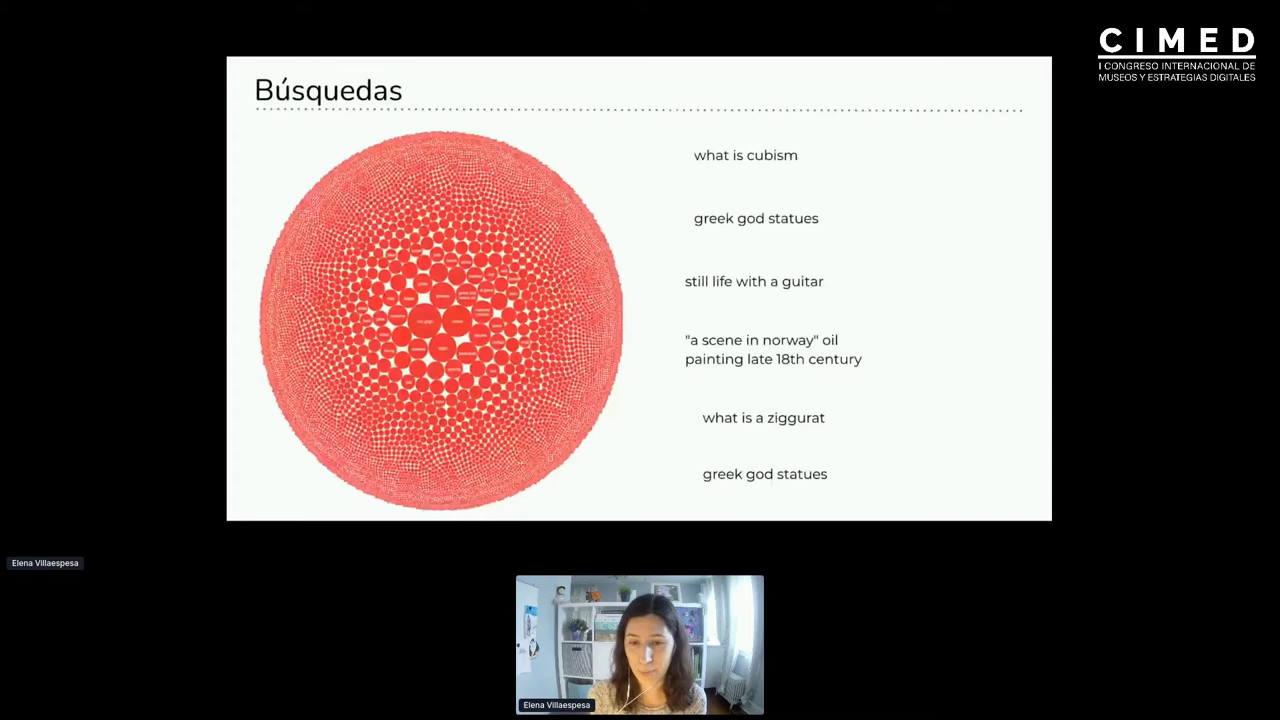 CIMED
I CONGRESO INTERNACIONAL DE
MUSEOS Y ESTRATEGIAS DIGITALES
Búsquedas
what is cubism
greek god statues
still life with a guitar
"a scene in norway" oil
painting late 18th century
what is a ziggurat
greek god statues
Elena Villaespesa
Elena Villaespesa